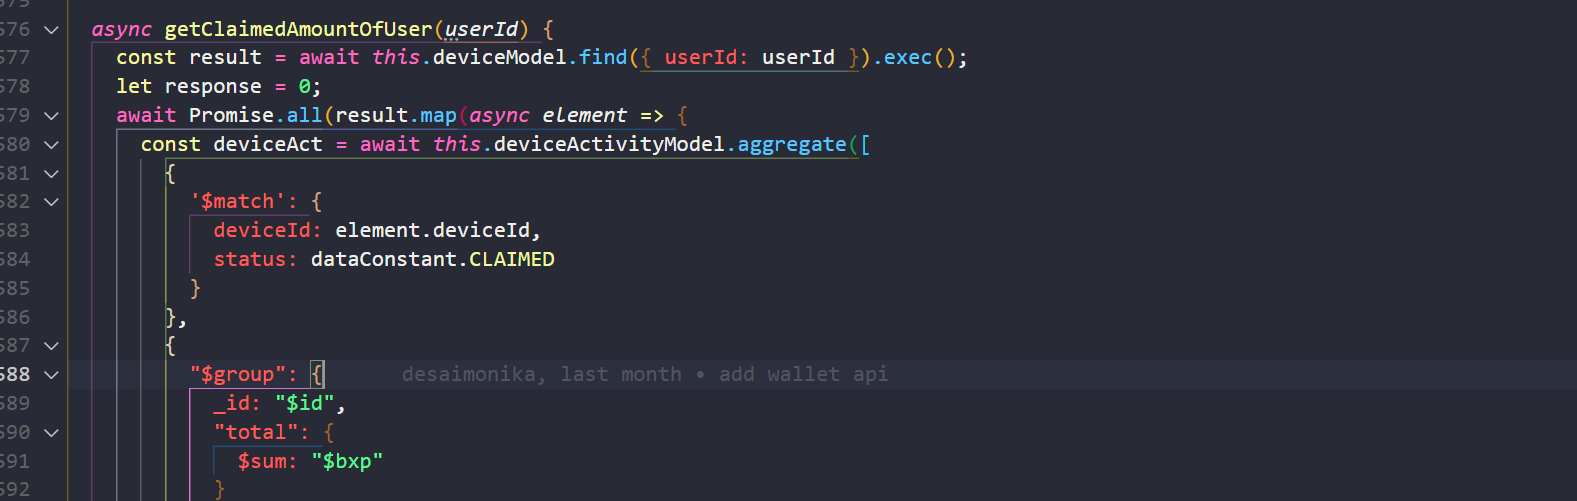 575
576 async getClaimedAmountOfUser(userId) {
577 const result = await this.deviceModel.find({ userId: userId }).exec();
578 let response = 0;
579 await Promise.all(result.map(async element => {
580 const deviceAct = await this.deviceActivityModel.aggregate([
581 {
582 '$match': {
583 deviceId: element.deviceId,
584 status: dataConstant.CLAIMED
585 }
586 },
587 {
588 "$group": { desaimonika, last month • add wallet api
589 _id: "$id",
590 "total": {
591 $sum: "$bxp"
592 }